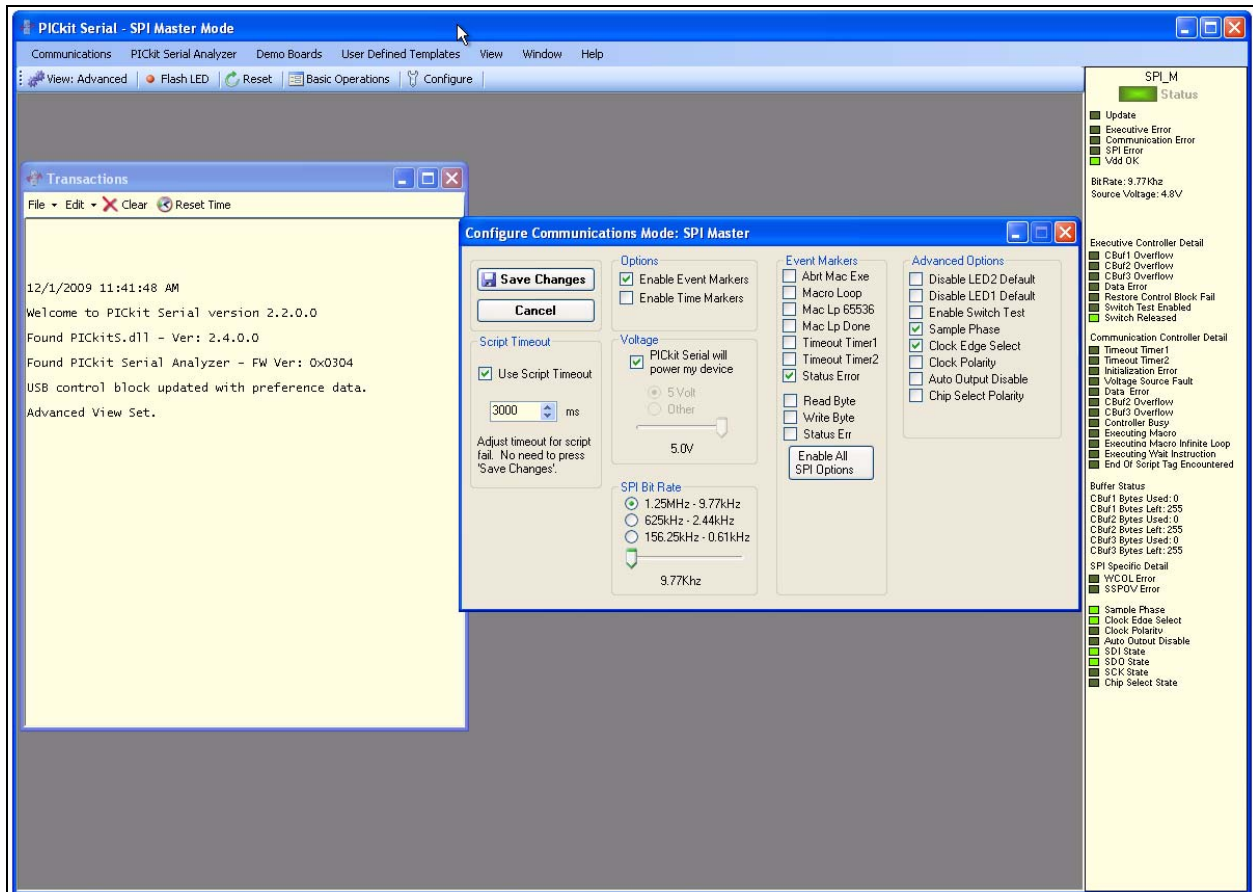 PICkit Serial - SPI Master Mode
Communications PICkit Serial Analyzer Demo Boards User Defined Templates View Window Help
View: Advanced Flash LED Reset Basic Operations Configure
Transactions
File Edit Clear Reset Time
12/1/2009 11:41:48 AM
Welcome to PICkit Serial version 2.2.0.0
Found PICkitS.dll - Ver: 2.4.0.0
Found PICkit Serial Analyzer - FW Ver: 0x0304
USB control block updated with preference data.
Advanced View Set.
Configure Communications Mode: SPI Master
Save Changes
Cancel
Script Timeout
Use Script Timeout
3000 ms
Adjust timeout for script
fail. No need to press
'Save Changes'.
Options
Enable Event Markers
Enable Time Markers
Voltage
PICkit Serial will
power my device
5 Volt
Other
5.0V
SPI Bit Rate
1.25MHz - 9.77kHz
625kHz - 2.44kHz
156.25kHz - 0.61kHz
9.77Khz
Event Markers
Abrt Mac Exe
Macro Loop
Mac Lp 65536
Mac Lp Done
Timeout Timer1
Timeout Timer2
Status Error
Read Byte
Write Byte
Status Err
Enable All
SPI Options
Advanced Options
Disable LED2 Default
Disable LED1 Default
Enable Switch Test
Sample Phase
Clock Edge Select
Clock Polarity
Auto Output Disable
Chip Select Polarity
SPI_M
Status
Update
Executive Error
Communication Error
SPI Error
Vdd OK
BitRate: 9.77Khz
Source Voltage: 4.8V
Executive Controller Detail
CBuf1 Overflow
CBuf2 Overflow
CBuf3 Overflow
Data Error
Restore Control Block Fail
Switch Test Enabled
Switch Released
Communication Controller Detail
Timeout Timer1
Timeout Timer2
Initialization Error
Voltage Source Fault
Data Error
CBuf2 Overflow
CBuf3 Overflow
Controller Busy
Executing Macro
Executing Macro Infinite Loop
Executing Wait Instruction
End Of Script Tag Encountered
Buffer Status
CBuf1 Bytes Used: 0
CBuf1 Bytes Left: 255
CBuf2 Bytes Used: 0
CBuf2 Bytes Left: 255
CBuf3 Bytes Used: 0
CBuf3 Bytes Left: 255
SPI Specific Detail
WCOL Error
SSPOV Error
Sample Phase
Clock Edge Select
Clock Polarity
Auto Output Disable
SDI State
SDO State
SCK State
Chip Select State